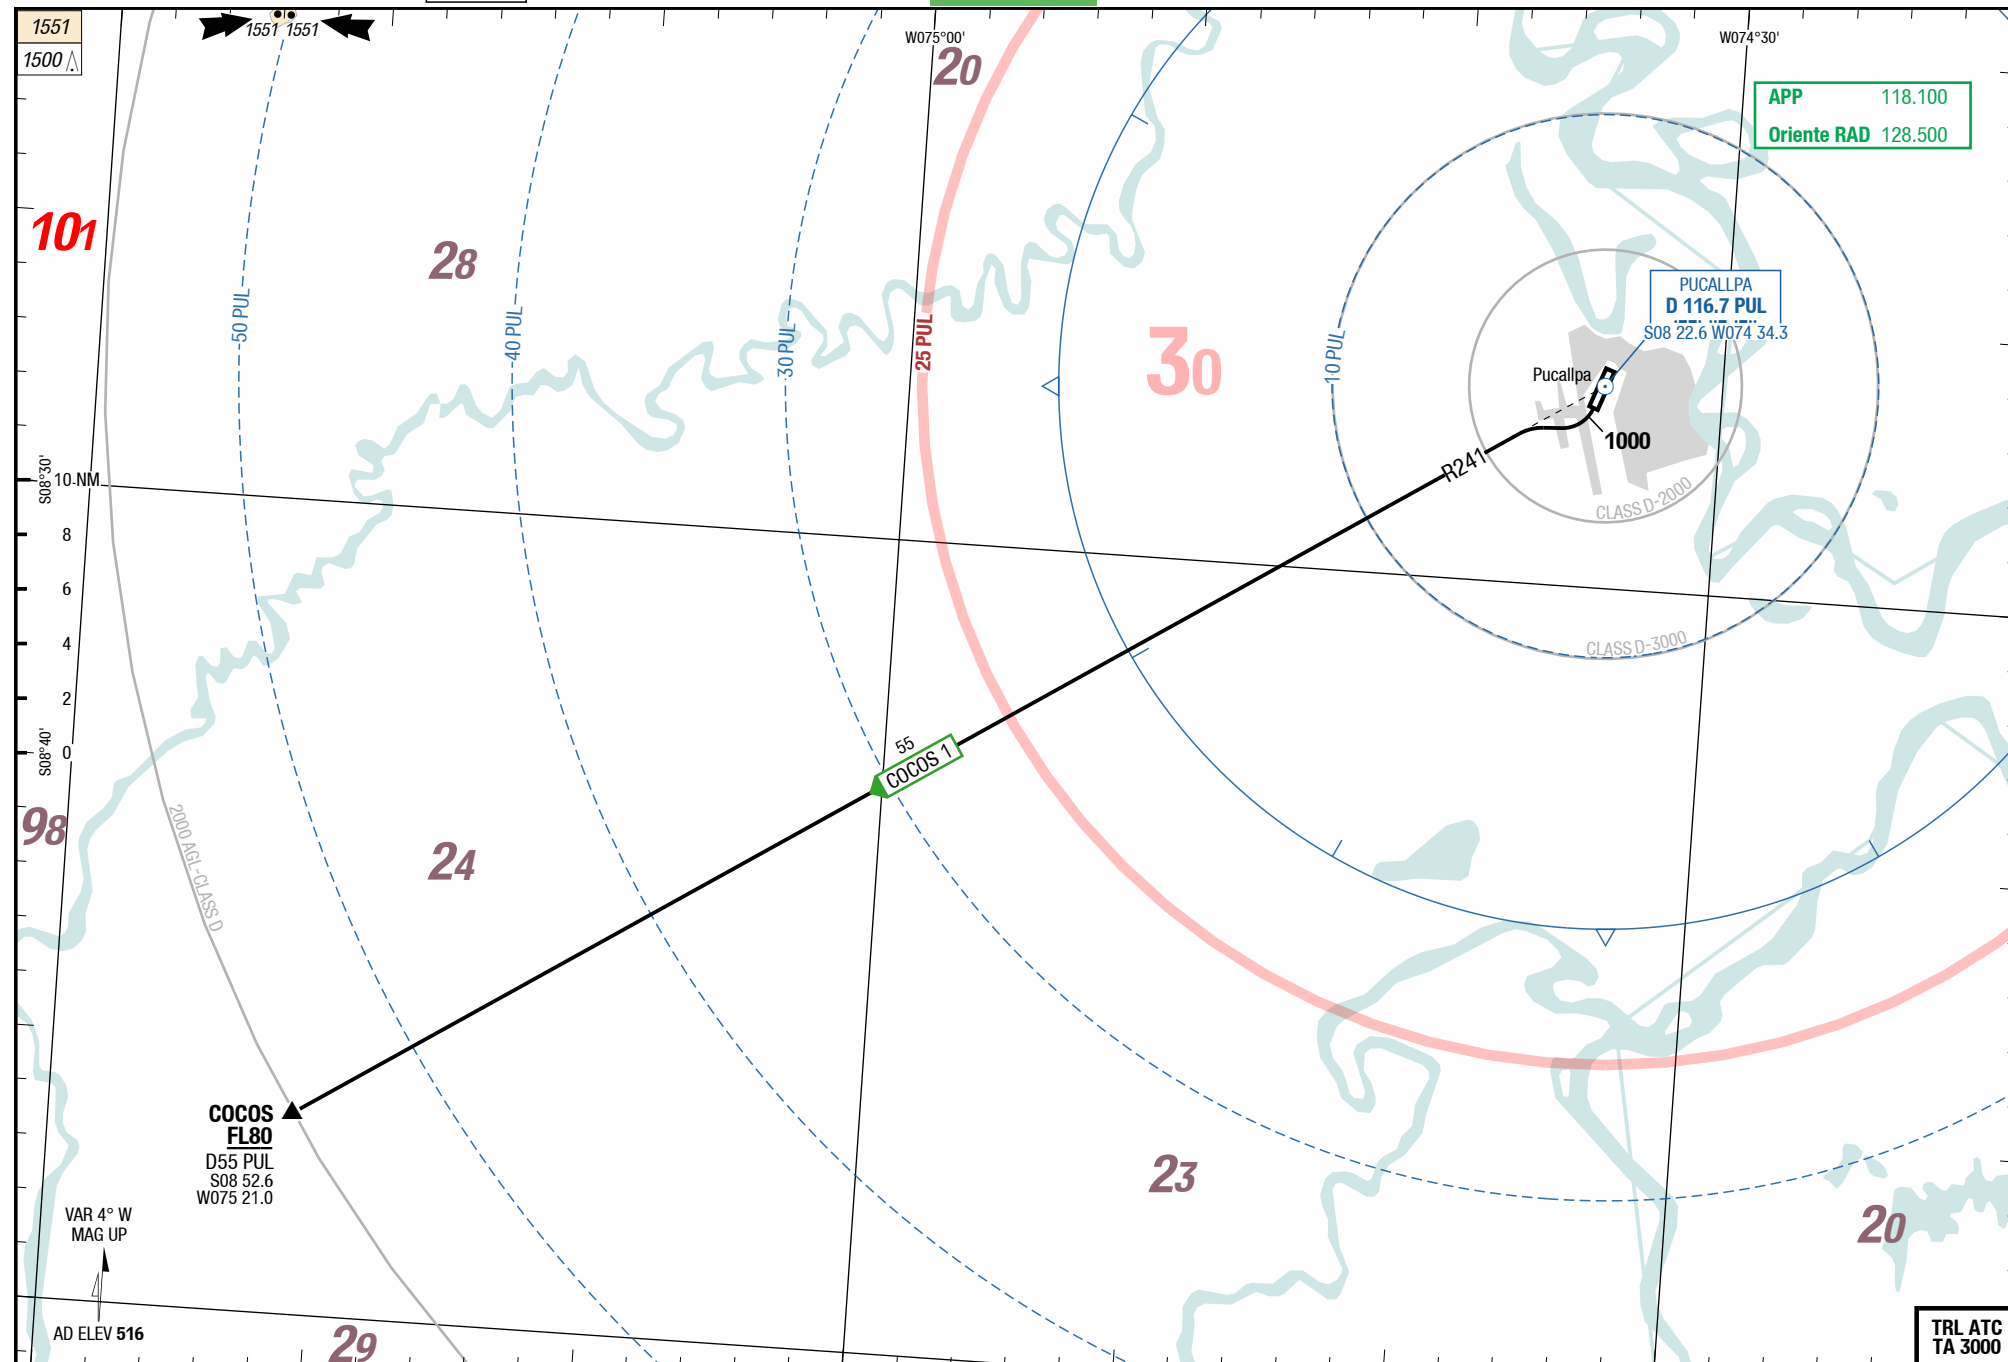 1551
1500
1551 1551
W075°00'
W074°30'
20
APP 118.100
Oriente RAD 128.500
101
28
50 PUL
40 PUL
30 PUL
25 PUL
30
10 PUL
PUCALLPA
D 116.7 PUL
S08 22.6 W074 34.3
Pucallpa
1000
R241
CLASS D-2000
S08°30'
10 NM
8
6
4
2
0
S08°40'
CLASS D-3000
55
COCOS 1
98
2000 AGL-CLASS D
24
COCOS
FL80
D55 PUL
S08 52.6
W075 21.0
23
20
VAR 4° W
MAG UP
AD ELEV 516
29
TRL ATC
TA 3000